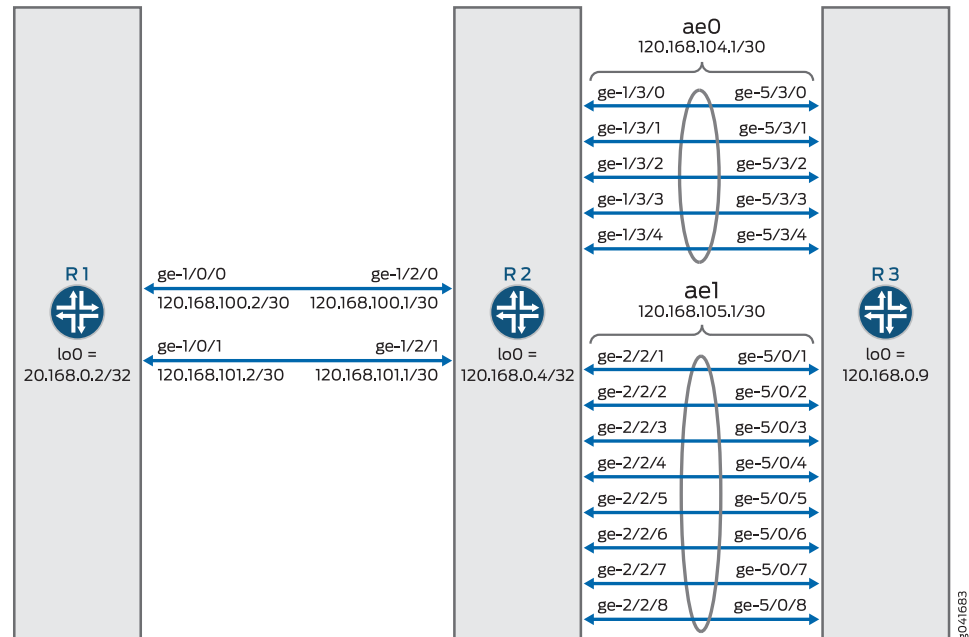 ae0
120.168.104.1/30
ge-1/3/0 ge-5/3/0
ge-1/3/1 ge-5/3/1
ge-1/3/2 ge-5/3/2
ge-1/3/3 ge-5/3/3
ge-1/3/4 ge-5/3/4
R1
lo0 =
20.168.0.2/32
ge-1/0/0 ge-1/2/0
120.168.100.2/30 120.168.100.1/30
ge-1/0/1 ge-1/2/1
120.168.101.2/30 120.168.101.1/30
R2
lo0 =
120.168.0.4/32
ae1
120.168.105.1/30
ge-2/2/1 ge-5/0/1
ge-2/2/2 ge-5/0/2
ge-2/2/3 ge-5/0/3
ge-2/2/4 ge-5/0/4
ge-2/2/5 ge-5/0/5
ge-2/2/6 ge-5/0/6
ge-2/2/7 ge-5/0/7
ge-2/2/8 ge-5/0/8
R3
lo0 =
120.168.0.9
g041683